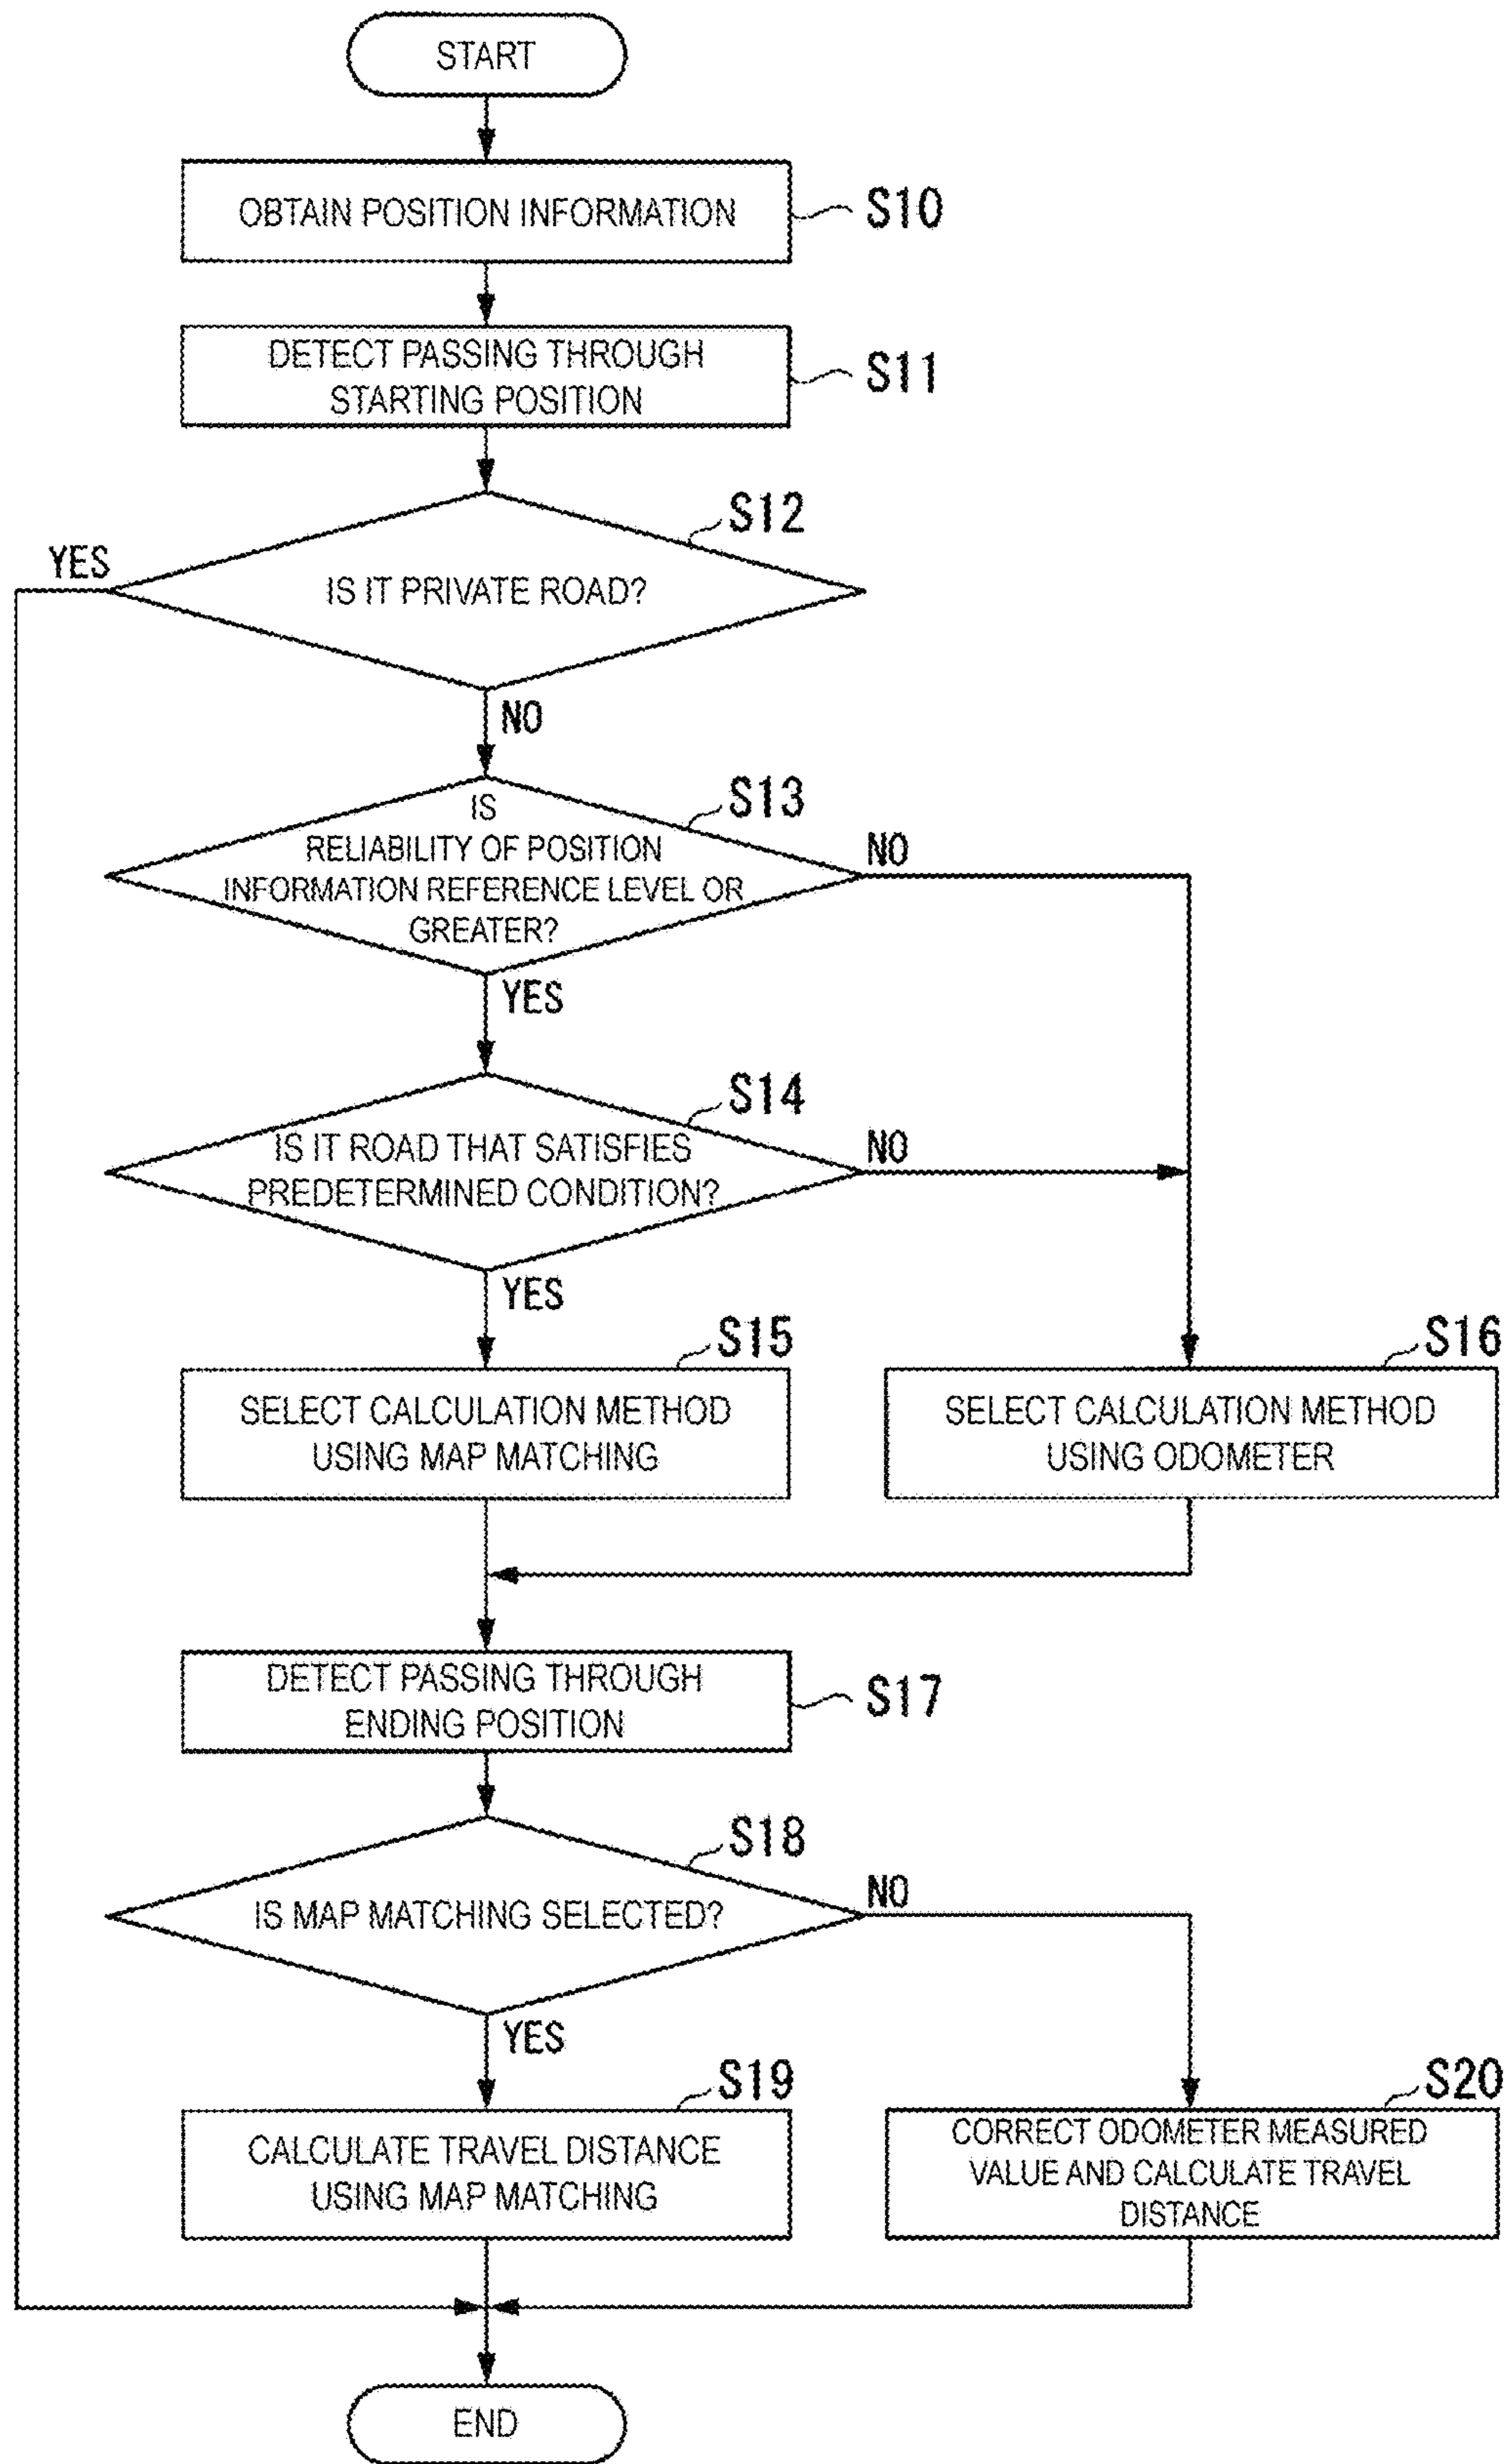 START
OBTAIN POSITION INFORMATION
S10
DETECT PASSING THROUGH
STARTING POSITION
S11
S12
YES
IS IT PRIVATE ROAD?
NO
S13
IS
RELIABILITY OF POSITION
INFORMATION REFERENCE LEVEL OR
GREATER?
NO
YES
S14
IS IT ROAD THAT SATISFIES
PREDETERMINED CONDITION?
NO
YES
S15
SELECT CALCULATION METHOD
USING MAP MATCHING
S16
SELECT CALCULATION METHOD
USING ODOMETER
DETECT PASSING THROUGH
ENDING POSITION
S17
S18
IS MAP MATCHING SELECTED?
NO
YES
S19
CALCULATE TRAVEL DISTANCE
USING MAP MATCHING
S20
CORRECT ODOMETER MEASURED
VALUE AND CALCULATE TRAVEL
DISTANCE
END